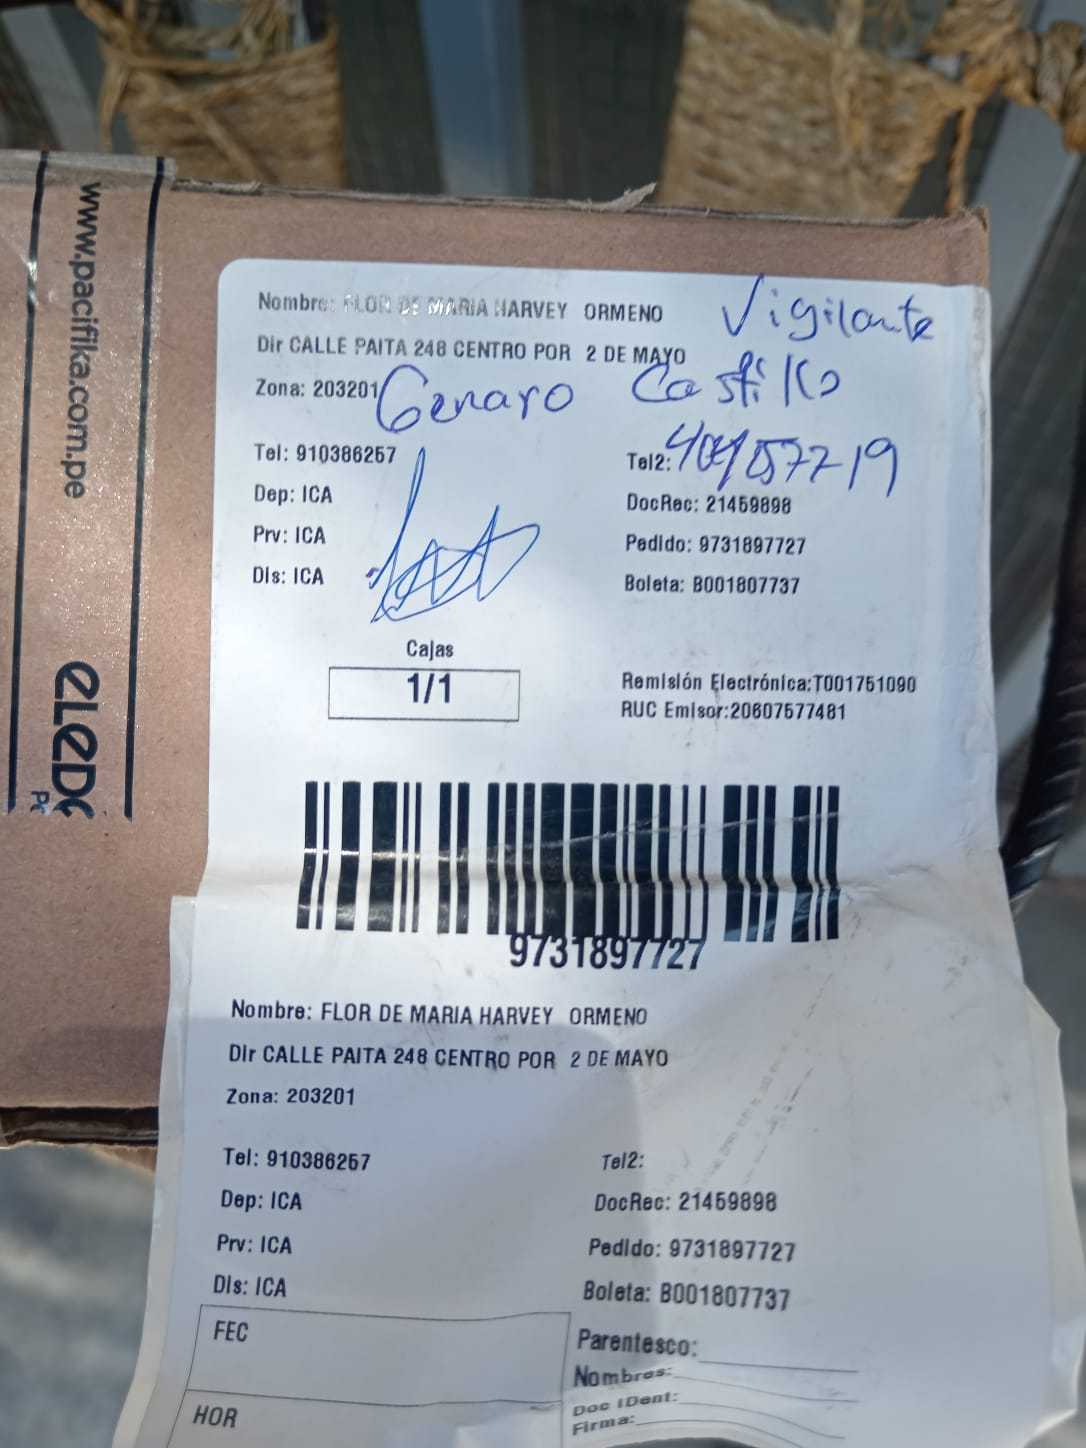 www.pacifika.com.pe
eLeDe
Nombre: FLOR DE MARIA HARVEY ORMENO
Vigilante
Dir CALLE PAITA 248 CENTRO POR 2 DE MAYO
Zona: 203201
Genaro Castillo
Tel: 910386257
Tel2:
Dep: ICA
DocRec: 21459898
Prv: ICA
Pedido: 9731897727
Dis: ICA
Boleta: B001807737
Cajas
1/1
Remisión Electrónica:T001751090
RUC Emisor:20607577481
9731897727
Nombre: FLOR DE MARIA HARVEY ORMENO
Dir CALLE PAITA 248 CENTRO POR 2 DE MAYO
Zona: 203201
Tel: 910386257
Tel2:
Dep: ICA
DocRec: 21459898
Prv: ICA
Pedido: 9731897727
Dis: ICA
Boleta: B001807737
FEC
Parentesco:
Nombres:
HOR
Doc IDent:
Firma: